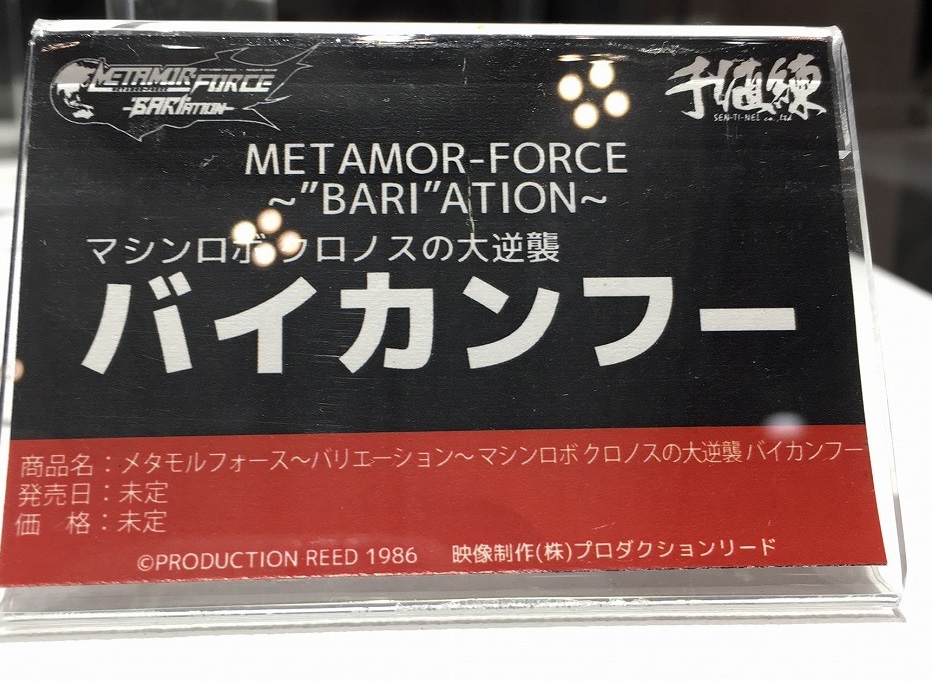 METAMOR-FORCE
BARIATION
千値練
SEN-TI-NEL co.,ltd
METAMOR-FORCE
~"BARI"ATION~
マシンロボ クロノスの大逆襲
バイカンフー
商品名：メタモルフォース～バリエーション～ マシンロボ クロノスの大逆襲 バイカンフー
発売日：未定
価　格：未定
©PRODUCTION REED 1986　映像制作(株)プロダクションリード